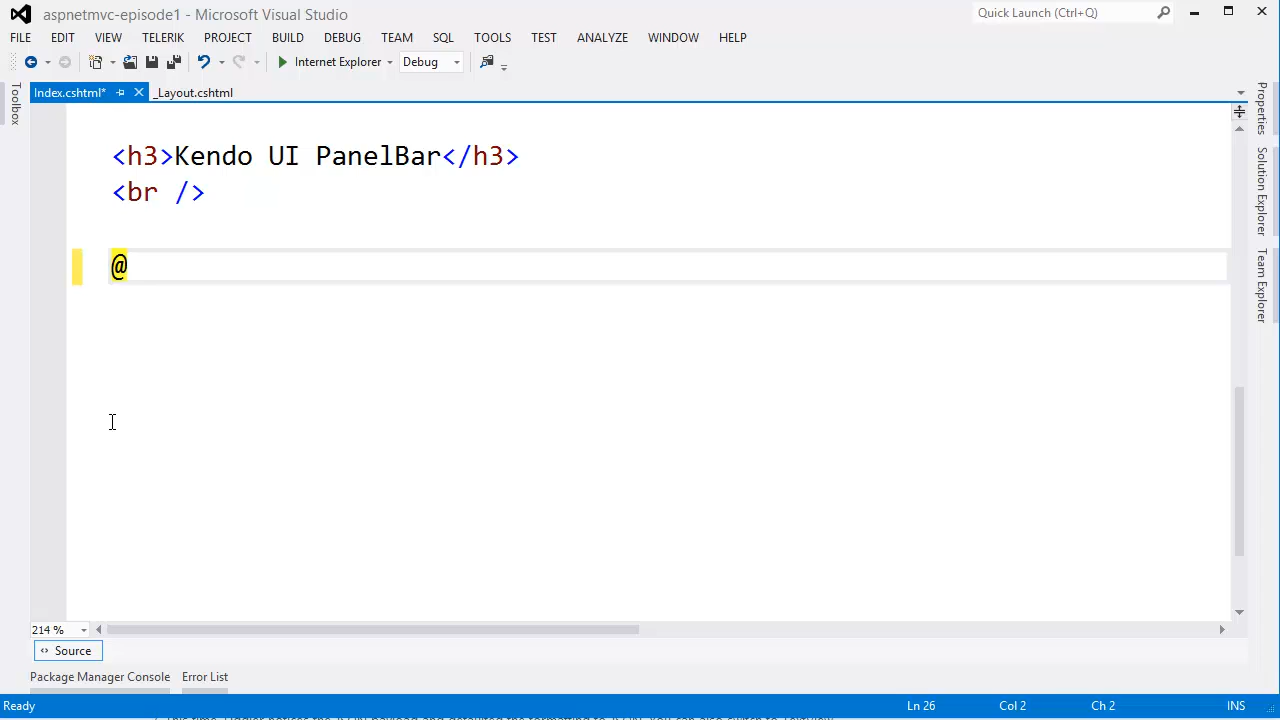 aspnetmvc-episode1 - Microsoft Visual Studio
Quick Launch (Ctrl+Q)
FILE EDIT VIEW TELERIK PROJECT BUILD DEBUG TEAM SQL TOOLS TEST ANALYZE WINDOW HELP
Internet Explorer Debug
Index.cshtml* _Layout.cshtml
Toolbox
Properties
Solution Explorer
Team Explorer
<h3>Kendo UI PanelBar</h3>
<br />
@
214 %
Source
Package Manager Console Error List
Ready Ln 26 Col 2 Ch 2 INS